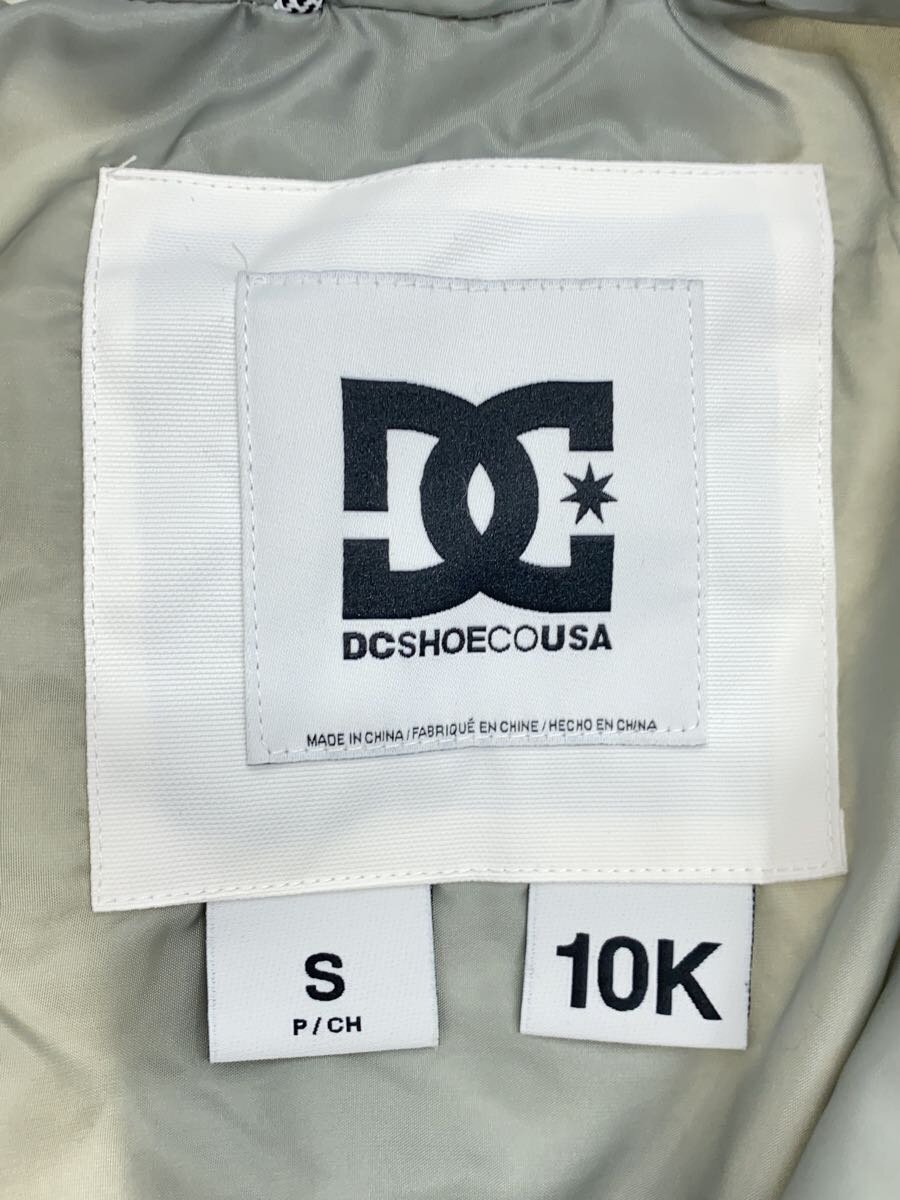 DC
DCSHOECOUSA
MADE IN CHINA / FABRIQUÉ EN CHINE / HECHO EN CHINA
S
P / CH
10K